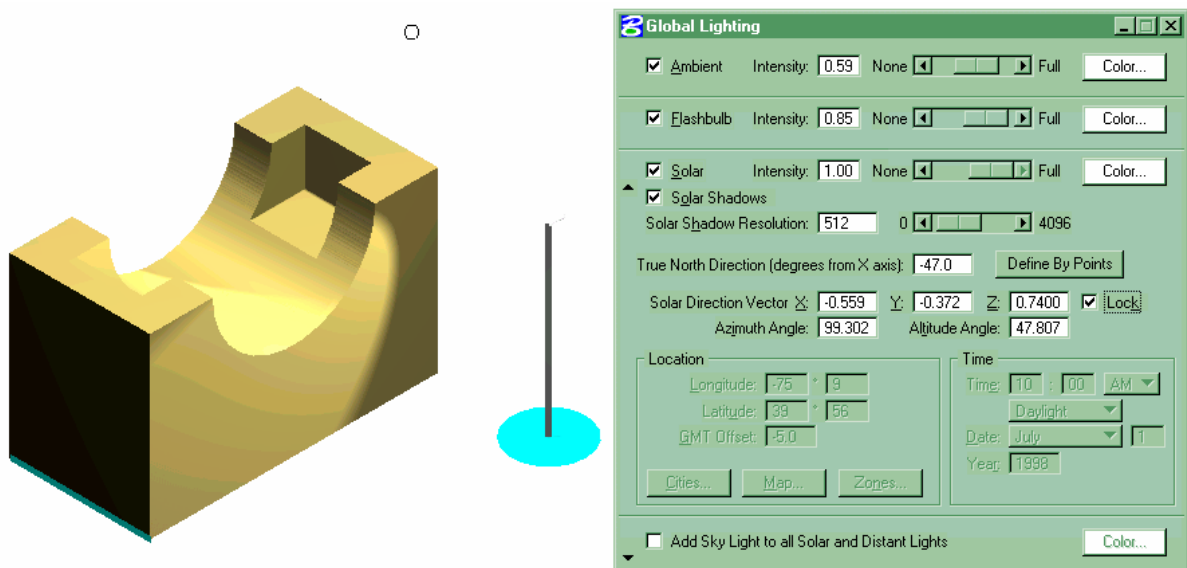 Global Lighting
Ambient Intensity: 0.59 None Full Color...
Flashbulb Intensity: 0.85 None Full Color...
Solar Intensity: 1.00 None Full Color...
Solar Shadows
Solar Shadow Resolution: 512 0 4096
True North Direction (degrees from X axis): -47.0 Define By Points
Solar Direction Vector X: -0.559 Y: -0.372 Z: 0.7400 Lock
Azimuth Angle: 99.302 Altitude Angle: 47.807
Location Time
Longitude: -75 ° 9 Time: 10 : 00 AM
Latitude: 39 ° 56 Daylight
GMT Offset: -5.0 Date: July 1
Year: 1998
Cities... Map... Zones...
Add Sky Light to all Solar and Distant Lights Color...